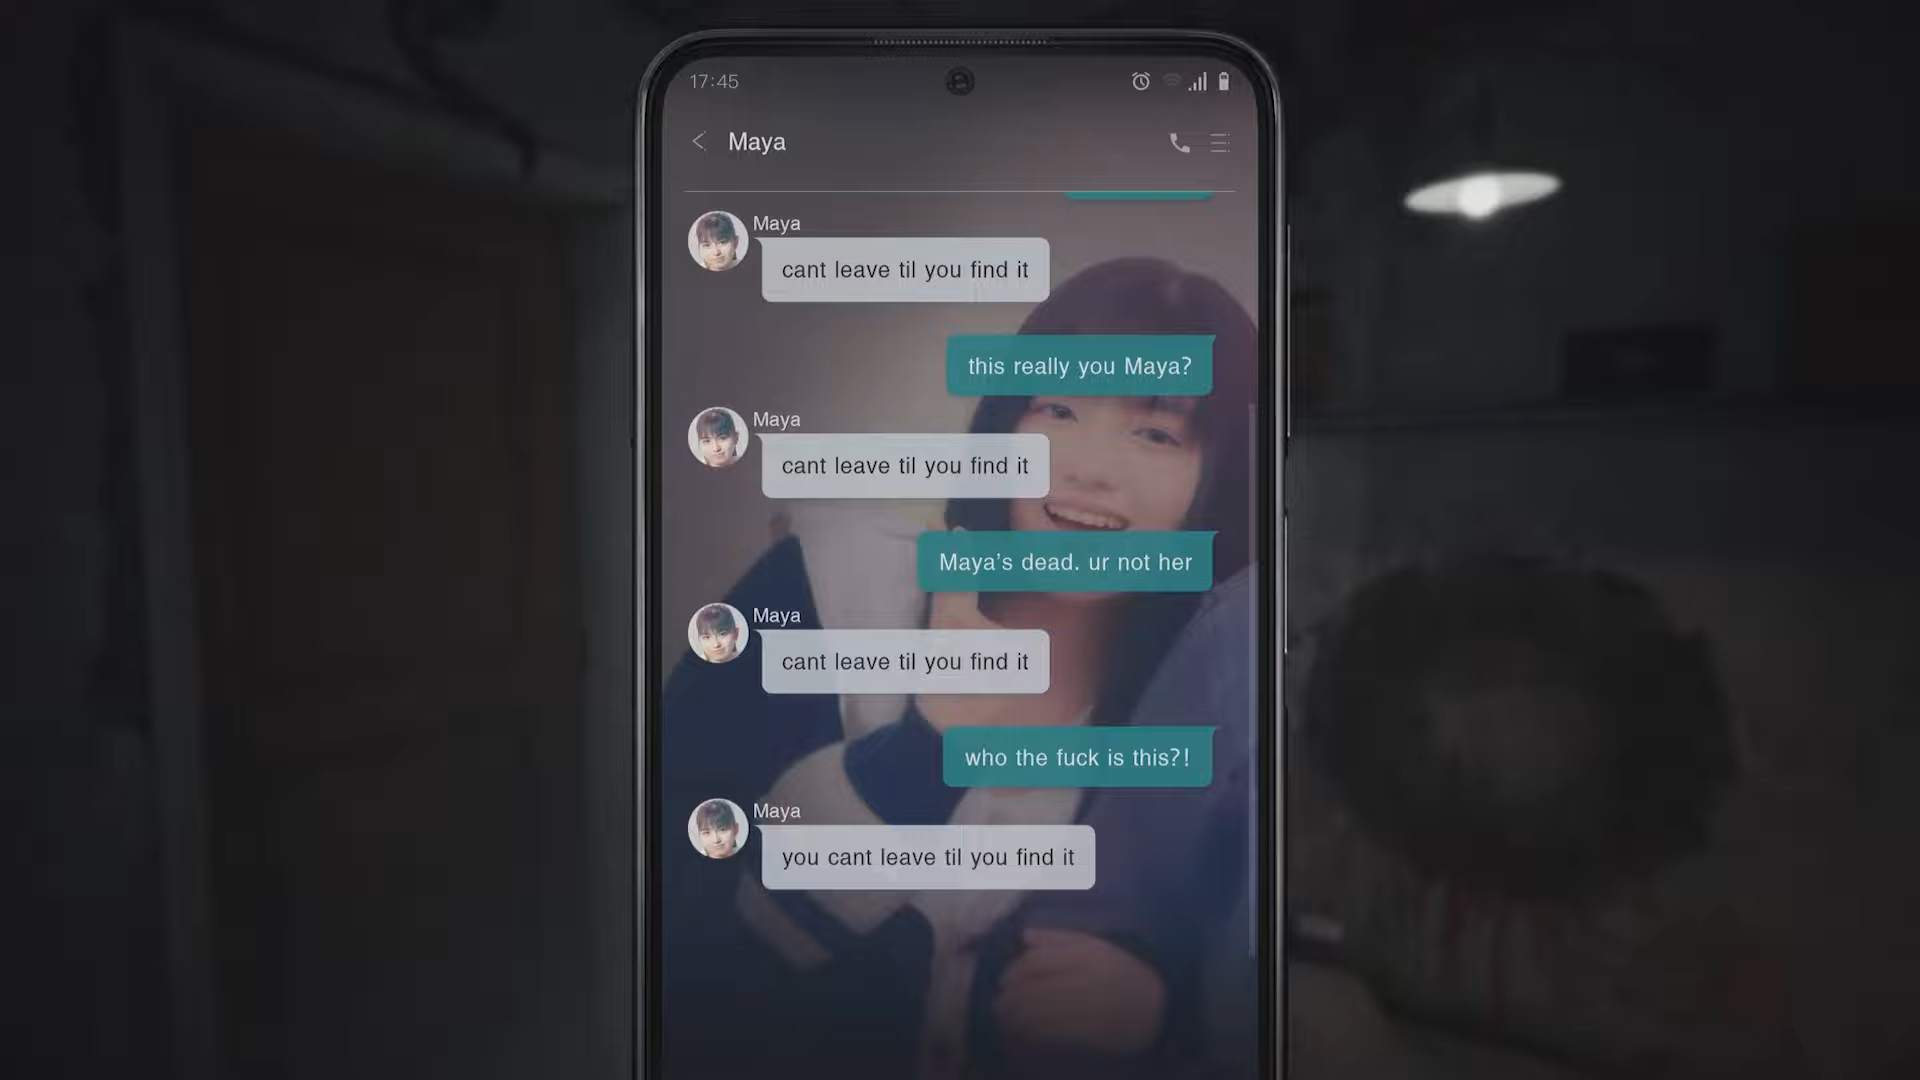 17:45
Maya
Maya
cant leave til you find it
this really you Maya?
Maya
cant leave til you find it
Maya’s dead. ur not her
Maya
cant leave til you find it
who the fuck is this?!
Maya
you cant leave til you find it